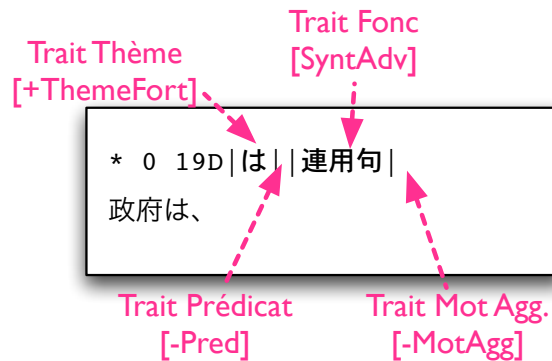 Trait Fonc
[SyntAdv]
Trait Thème
[+ThemeFort]
* 0 19D|は||連用句|
政府は、
Trait Prédicat
[-Pred]
Trait Mot Agg.
[-MotAgg]